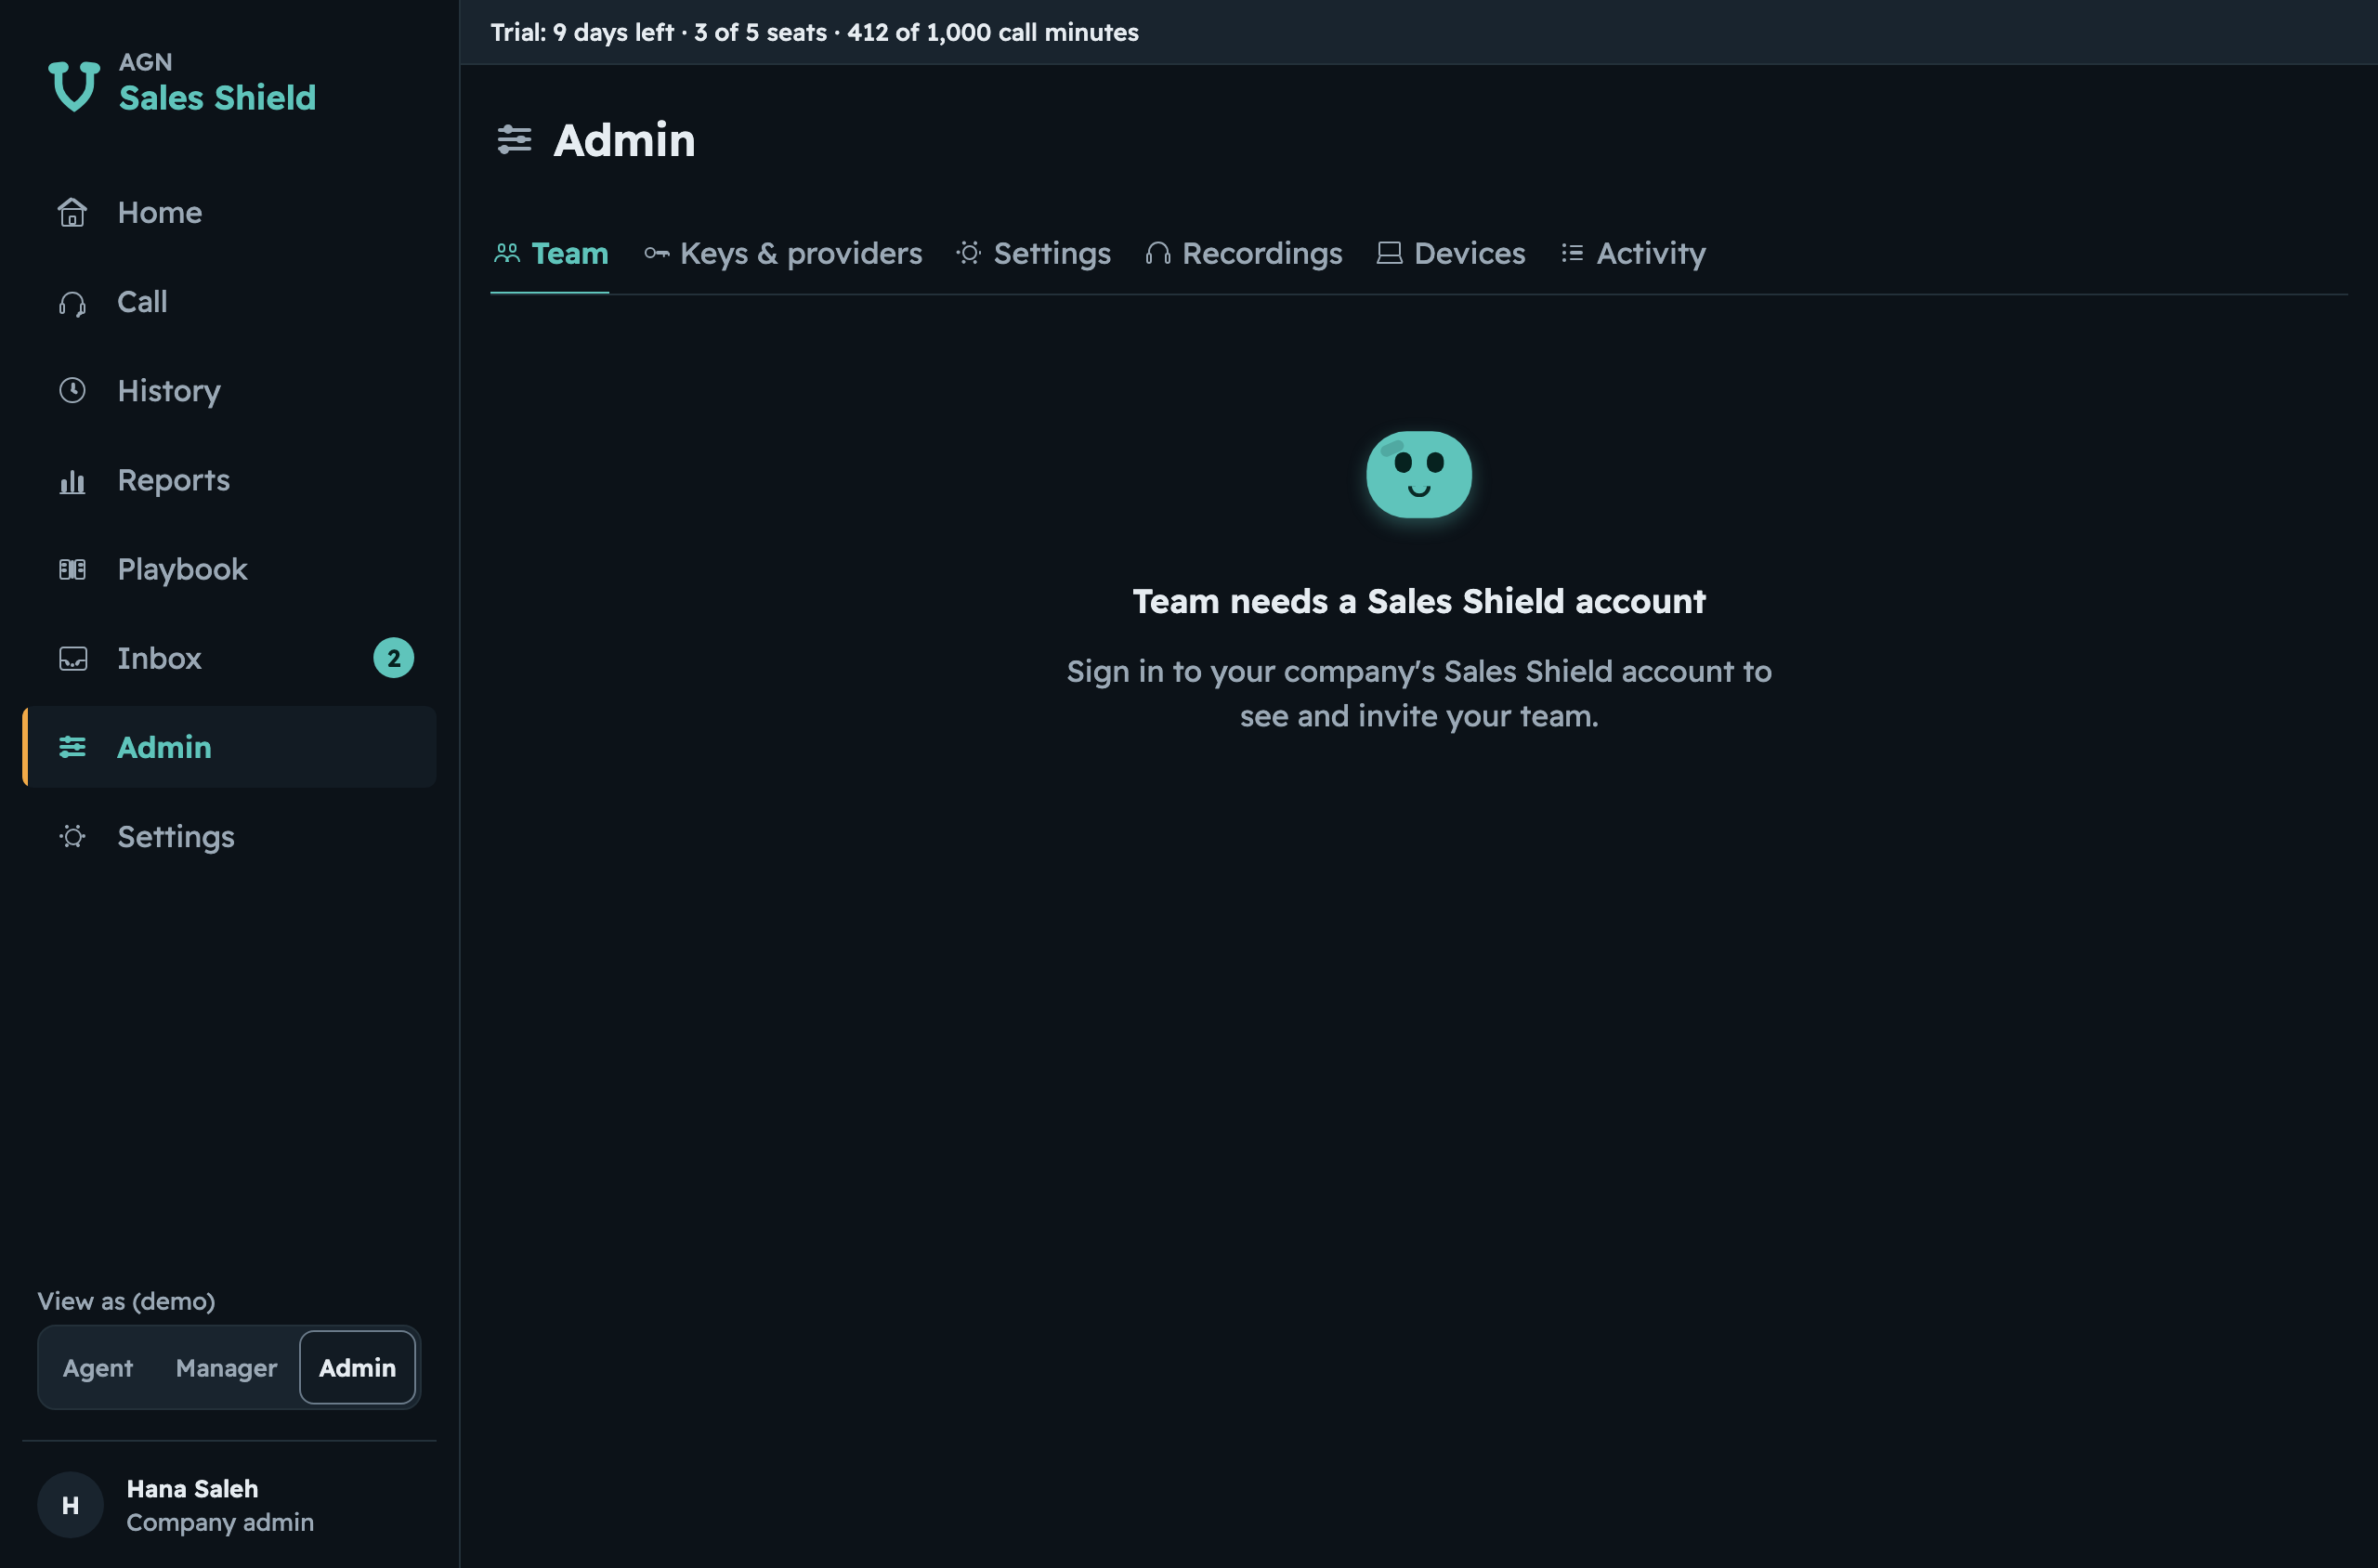 AGN
Sales Shield
Home
Call
History
Reports
Playbook
Inbox 2
Admin
Settings
View as (demo)
Agent Manager Admin
H
Hana Saleh
Company admin
Trial: 9 days left · 3 of 5 seats · 412 of 1,000 call minutes
Admin
Team Keys & providers Settings Recordings Devices Activity
Team needs a Sales Shield account
Sign in to your company's Sales Shield account to
see and invite your team.